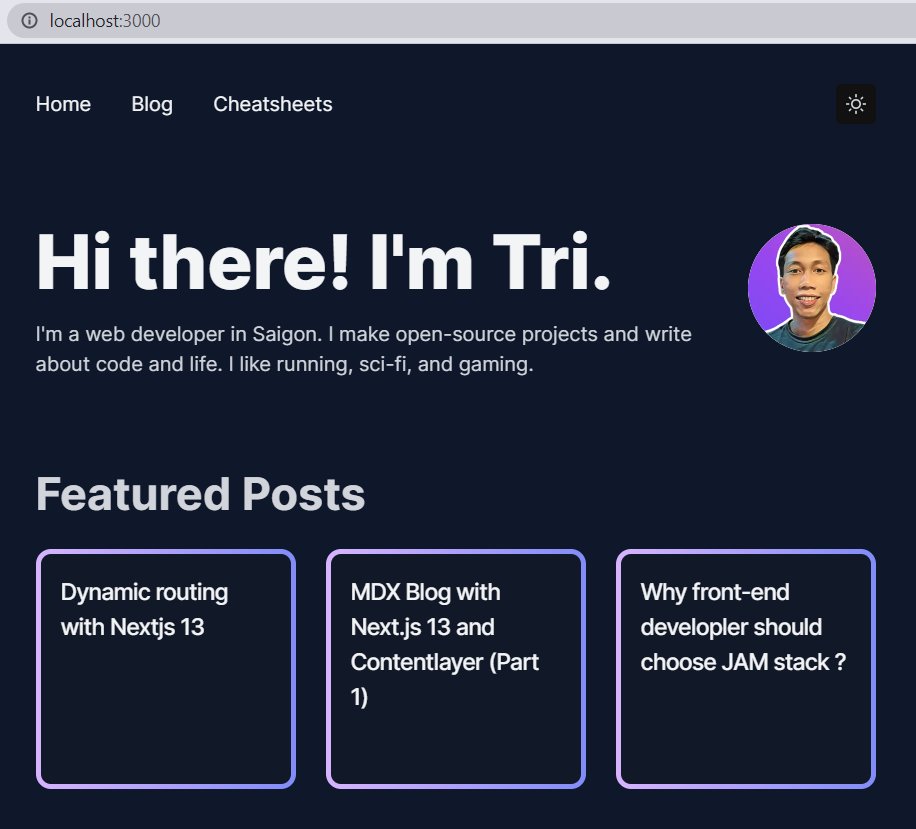 localhost:3000
Home Blog Cheatsheets
Hi there! I'm Tri.
I'm a web developer in Saigon. I make open-source projects and write
about code and life. I like running, sci-fi, and gaming.
Featured Posts
Dynamic routing
with Nextjs 13
MDX Blog with
Next.js 13 and
Contentlayer (Part
1)
Why front-end
developler should
choose JAM stack ?